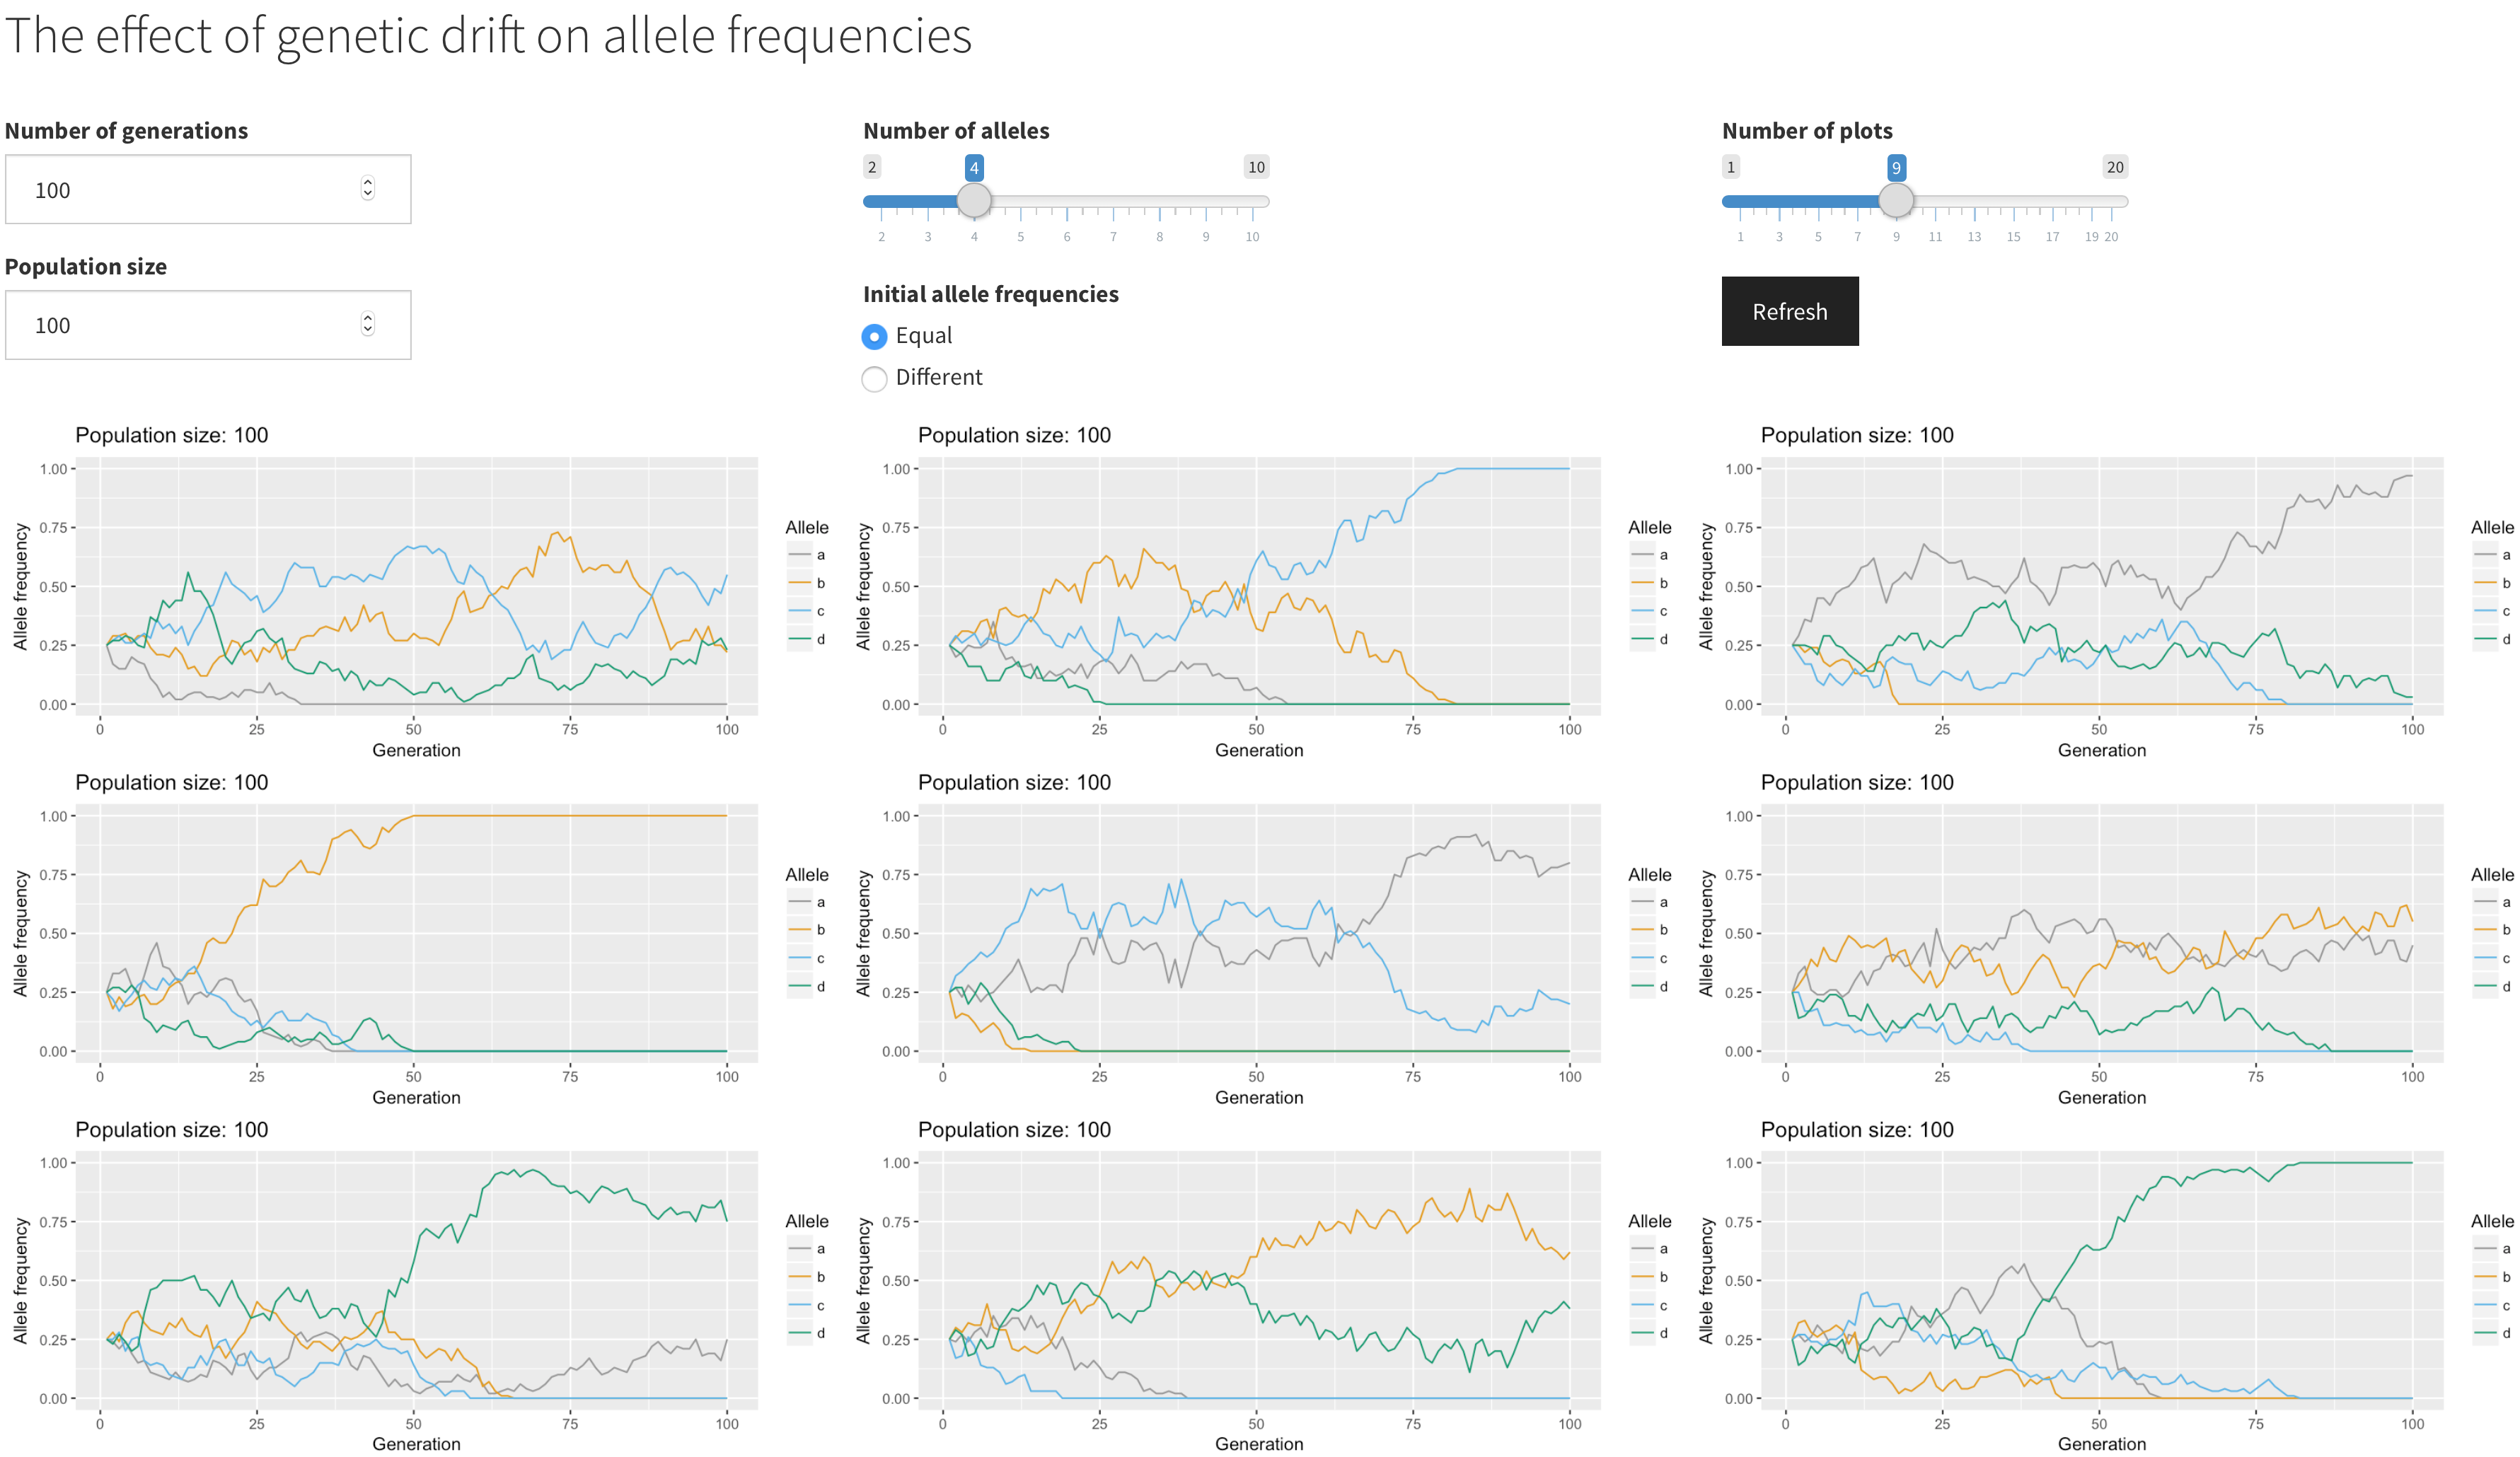 The effect of genetic drift on allele frequencies
Number of generations
100
Population size
100
Number of alleles
2 4 10
2 3 4 5 6 7 8 9 10
Initial allele frequencies
Equal
Different
Number of plots
1 9 20
1 3 5 7 9 11 13 15 17 19 20
Refresh
Population size: 100
1.00
0.75
0.50
0.25
0.00
Allele frequency
0 25 50 75 100
Generation
Allele
a
b
c
d
Population size: 100
1.00
0.75
0.50
0.25
0.00
Allele frequency
0 25 50 75 100
Generation
Allele
a
b
c
d
Population size: 100
1.00
0.75
0.50
0.25
0.00
Allele frequency
0 25 50 75 100
Generation
Allele
a
b
c
d
Population size: 100
1.00
0.75
0.50
0.25
0.00
Allele frequency
0 25 50 75 100
Generation
Allele
a
b
c
d
Population size: 100
1.00
0.75
0.50
0.25
0.00
Allele frequency
0 25 50 75 100
Generation
Allele
a
b
c
d
Population size: 100
1.00
0.75
0.50
0.25
0.00
Allele frequency
0 25 50 75 100
Generation
Allele
a
b
c
d
Population size: 100
1.00
0.75
0.50
0.25
0.00
Allele frequency
0 25 50 75 100
Generation
Allele
a
b
c
d
Population size: 100
1.00
0.75
0.50
0.25
0.00
Allele frequency
0 25 50 75 100
Generation
Allele
a
b
c
d
Population size: 100
1.00
0.75
0.50
0.25
0.00
Allele frequency
0 25 50 75 100
Generation
Allele
a
b
c
d